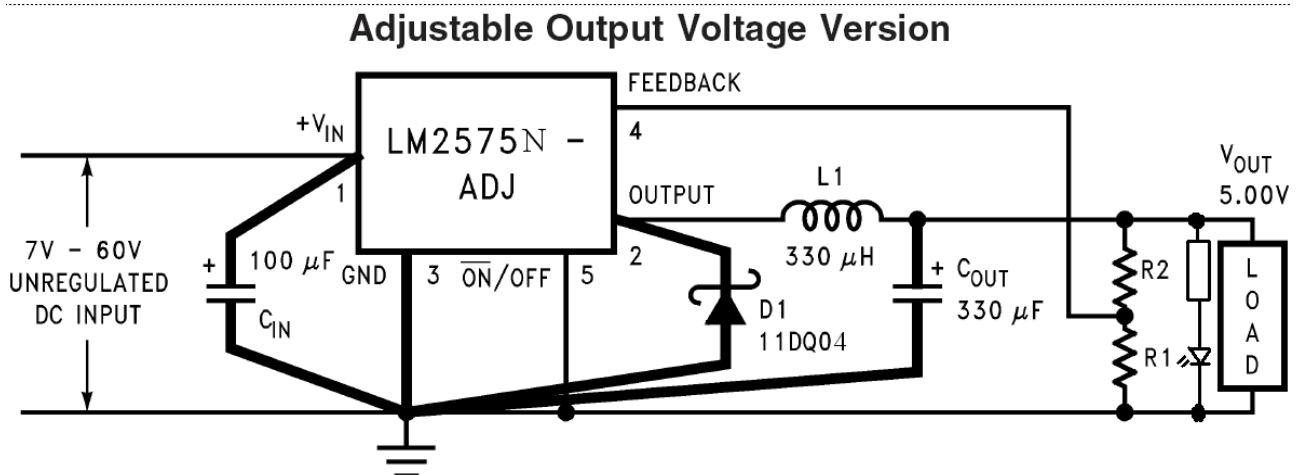 Adjustable Output Voltage Version
FEEDBACK
+VIN
LM2575N –
ADJ
4
1
OUTPUT
L1
VOUT
5.00V
7V – 60V
UNREGULATED
DC INPUT
+
100 μF
CIN
GND
3
ON/OFF
5
2
330 μH
+
COUT
330 μF
D1
11DQ04
R2
R1
LOAD